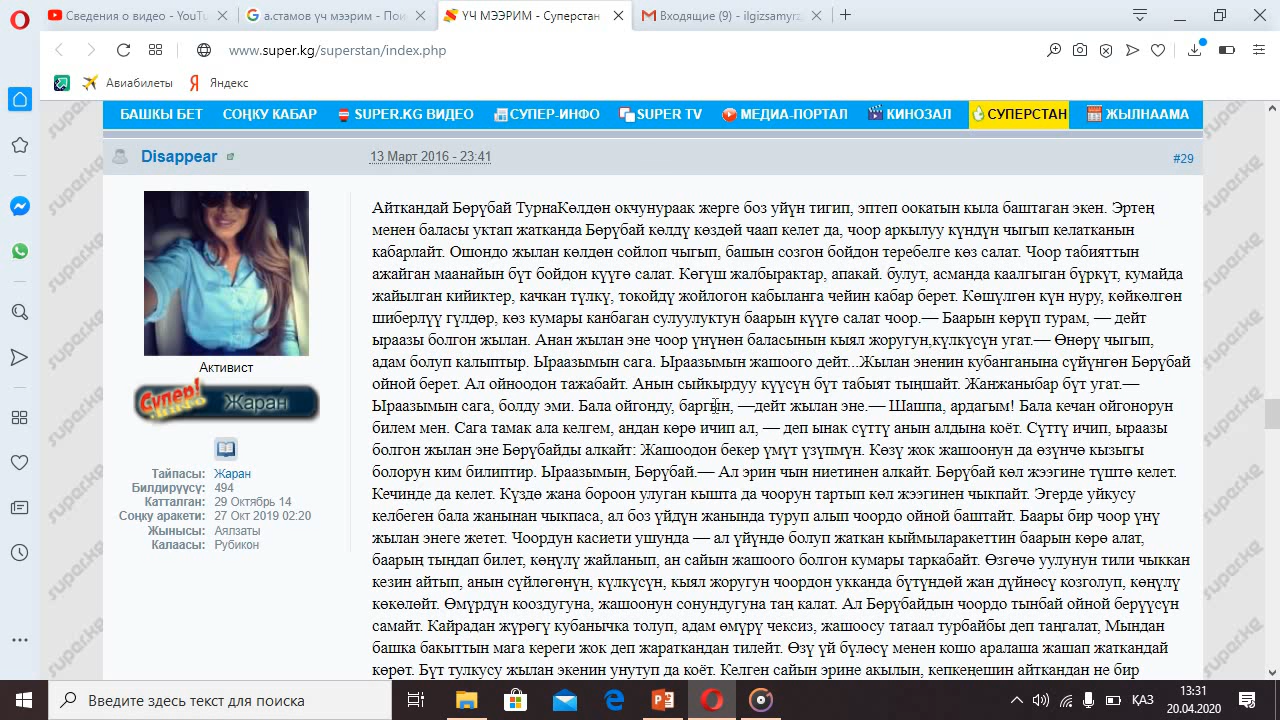 Сведения о видео - YouTu
а.стамов үч мээрим - Пои
ҮЧ МЭЭРИМ - Суперстан
Входящие (9) - ilgizsamyrz
www.super.kg/superstan/index.php
Авиабилеты
Яндекс
БАШКЫ БЕТ СОҢКУ КАБАР SUPER.KG ВИДЕО СУПЕР-ИНФО SUPER TV МЕДИА-ПОРТАЛ КИНОЗАЛ СУПЕРСТАН ЖЫЛНААМА
Disappear 13 Март 2016 - 23:41 #29
Активист
Супер! Жаран
Тайпасы: Жаран
Билдирүүсү: 494
Катталган: 29 Октябрь 14
Соңку аракети: 27 Окт 2019 02:20
Жынысы: Аялзаты
Калаасы: Рубикон
Айткандай Бөрүбай ТурнаКөлдөн окчунураак жерге боз үйүн тигип, эптеп оокатын кыла баштаган экен. Эртең
менен баласы уктап жатканда Бөрүбай көлдү көздөй чаап келет да, чоор аркылуу күндүн чыгып келатканын
кабарлайт. Ошондо жылан көлдөн сойлоп чыгып, башын созгон бойдон теребелге көз салат. Чоор табияттын
ажайган маанайын бүт бойдон күүгө салат. Көгүш жалбырактар, апакай. булут, асманда каалгыган бүркүт, кумайда
жайылган кийиктер, качкан түлкү, токойду жойлогон кабыланга чейин кабар берет. Көшүлгөн күн нуру, көйкөлгөн
шиберлүү гүлдөр, көз кумары канбаган сулуулуктун баарын күүгө салат чоор.— Баарын көрүп турам, — дейт
ыраазы болгон жылан. Анан жылан эне чоор үнүнөн баласынын кыял жоругун,күлкүсүн угат.— Өнөрү чыгып,
адам болуп калыптыр. Ыраазымын сага. Ыраазымын жашоого дейт...Жылан эненин кубанганына сүйүнгөн Бөрүбай
ойной берет. Ал ойноодон тажабайт. Анын сыйкырдуу күүсүн бүт табыят тыңшайт. Жанжаныбар бүт угат.—
Ыраазымын сага, болду эми. Бала ойгонду, баргын, —дейт жылан эне.— Шашпа, ардагым! Бала кечан ойгонорун
билем мен. Сага тамак ала келгем, андан көрө ичип ал, — деп ынак сүттү анын алдына коёт. Сүттү ичип, ыраазы
болгон жылан эне Бөрүбайды алкайт: Жашоодон бекер үмүт үзүпмүн. Көзү жок жашоонун да өзүнчө кызыгы
болорун ким билиптир. Ыраазымын, Бөрүбай.— Ал эрин чын ниетинен алкайт. Бөрүбай көл жээгине түштө келет.
Кечинде да келет. Күздө жана бороон улуган кышта да чоорун тартып көл жээгинен чыкпайт. Эгерде уйкусу
келбеген бала жанынан чыкпаса, ал боз үйдүн жанында туруп алып эле чоорун ойной баштайт. Баары бир чоор үнү
жылан энеге жетет. Чоордун касиети ушунда — ал үйүндө болуп жаткан кыймыларакеттин баарын көрө алат,
баарың тыңдап билет, көңүлү жайланып, ан сайын жашоого болгон кумары таркабайт. Өзгөчө уулунун тили чыккан
кезин айтып, анын сүйлөгөнүн, күлкүсүн, кыял жоругун чоордон укканда бүтүндөй жан дүйнөсү козголуп, көңүлү
көкөлөйт. Өмүрдүн кооздугуна, жашоонун сонундугуна таң калат. Ал Бөрүбайдын чоордо тынбай ойной берүүсүн
самайт. Кайрадан жүрөгү кубанычка толуп, адам өмүрү чексиз, жашоосу татаал турбайбы деп таңгалат, Мындан
башка бакыттын мага кереги жок деп жараткандан тилейт. Өзү үй бүлөсү менен кошо аралаша жашап жаткандай
көрөт. Бүт тулкусу жылан экенин унутуп да коёт. Келген сайын эрине акылын, кепкеңешин айткандан не бир
Введите здесь текст для поиска
ҚАЗ
13:31
20.04.2020